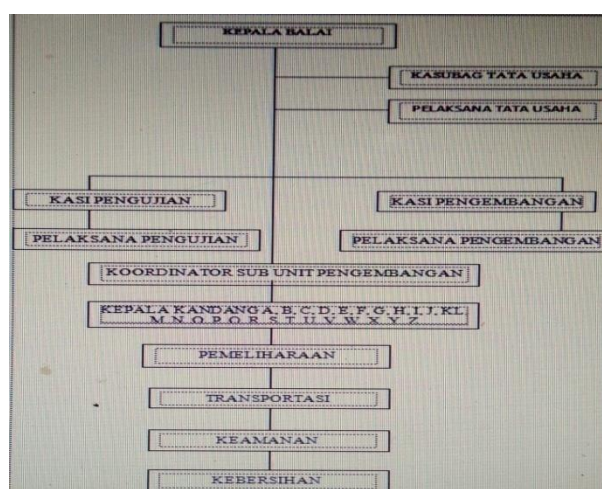 KEPALA BALAI
KASUBAG TATA USAHA
PELAKSANA TATA USAHA
KASI PENGUJIAN
KASI PENGEMBANGAN
PELAKSANA PENGUJIAN
PELAKSANA PENGEMBANGAN
KOORDINATOR SUB UNIT PENGEMBANGAN
KEPALA KANDANG A, B, C, D, E, F, G, H, I, J, KL,
M, N, O, P, Q, R, S, T, U, V, W, X, Y, Z
PEMELIHARAAN
TRANSPORTASI
KEAMANAN
KEBERSIHAN